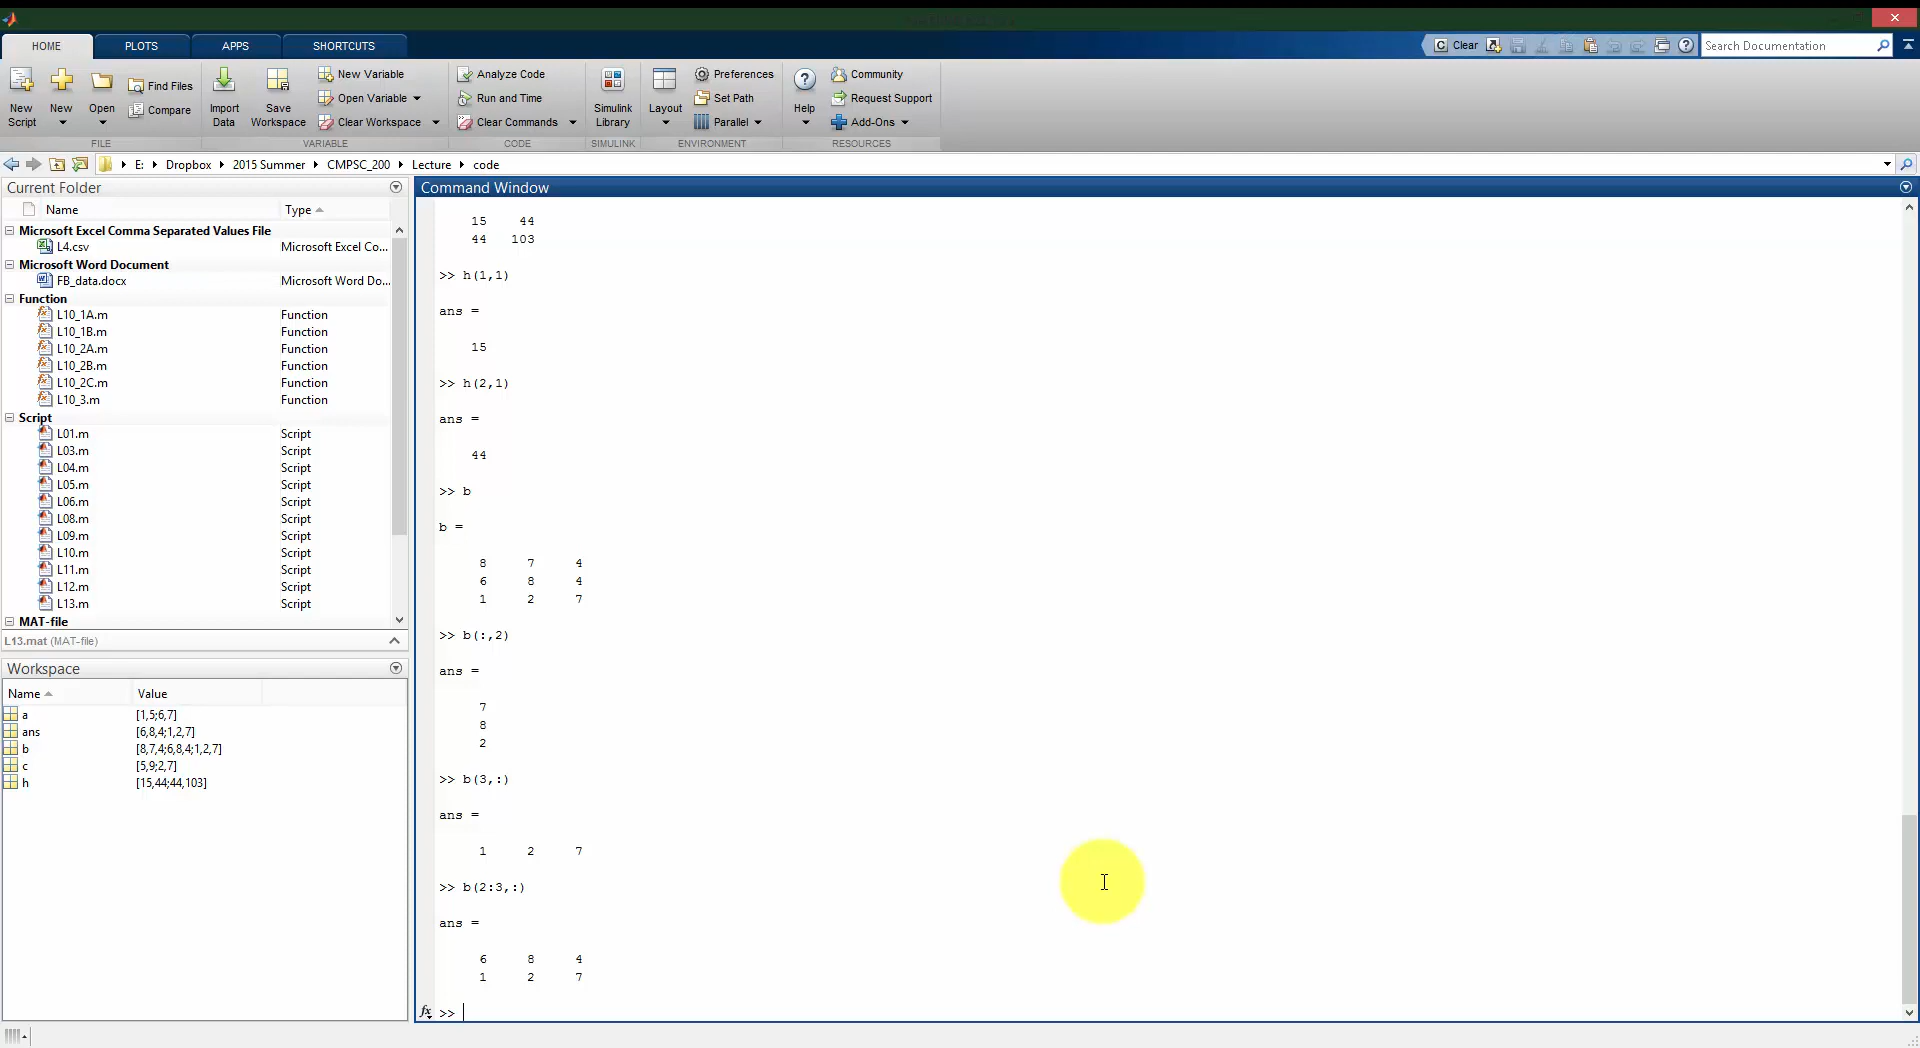 HOME PLOTS APPS SHORTCUTS Clear Search Documentation
New Script
New
Open
Find Files
Compare
Import Data
Save Workspace
New Variable
Open Variable
Clear Workspace
Analyze Code
Run and Time
Clear Commands
Simulink Library
Layout
Preferences
Set Path
Parallel
Help
Community
Request Support
Add-Ons
FILE VARIABLE CODE SIMULINK ENVIRONMENT RESOURCES
E: Dropbox 2015 Summer CMPSC_200 Lecture code
Current Folder
Name Type
Microsoft Excel Comma Separated Values File
L4.csv Microsoft Excel Co...
Microsoft Word Document
FB_data.docx Microsoft Word Do...
Function
L10_1A.m Function
L10_1B.m Function
L10_2A.m Function
L10_2B.m Function
L10_2C.m Function
L10_3.m Function
Script
L01.m Script
L03.m Script
L04.m Script
L05.m Script
L06.m Script
L08.m Script
L09.m Script
L10.m Script
L11.m Script
L12.m Script
L13.m Script
MAT-file
L13.mat (MAT-file)
Workspace
Name Value
a [1,5;6,7]
ans [6,8,4;1,2,7]
b [8,7,4;6,8,4;1,2,7]
c [5,9;2,7]
h [15,44;44,103]
Command Window
15 44
44 103
>> h(1,1)
ans =
15
>> h(2,1)
ans =
44
>> b
b =
8 7 4
6 8 4
1 2 7
>> b(:,2)
ans =
7
8
2
>> b(3,:)
ans =
1 2 7
>> b(2:3,:)
ans =
6 8 4
1 2 7
fx >>